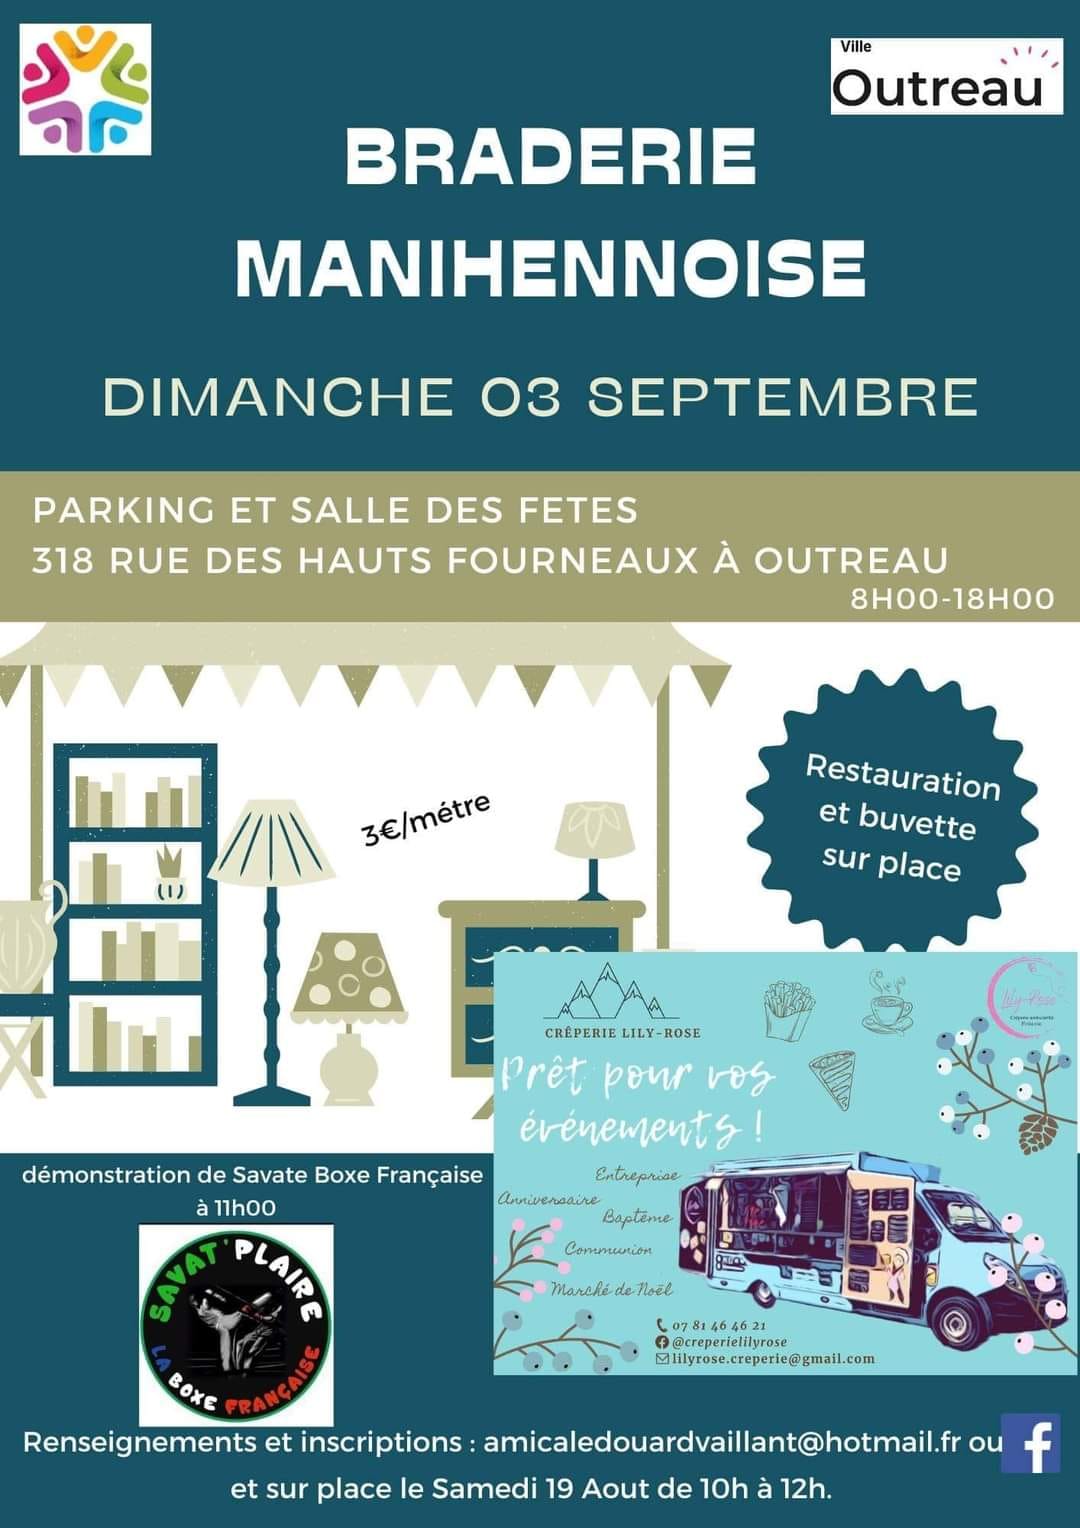 Ville
Outreau
BRADERIE
MANIHENNOISE
DIMANCHE 03 SEPTEMBRE
PARKING ET SALLE DES FETES
318 RUE DES HAUTS FOURNEAUX À OUTREAU
8H00-18H00
3€/métre
Restauration
et buvette
sur place
CRÊPERIE LILY-ROSE
Lily-Rose
Prêt pour vos
événements !
Entreprise
Anniversaire
Baptême
Communion
Marché de Noël
07 81 46 46 21
@creperielilyrose
lilyrose.creperie@gmail.com
démonstration de Savate Boxe Française
à 11h00
SAVAT'PLAIRE
LA BOXE FRANÇAISE
Renseignements et inscriptions : amicaledouardvaillant@hotmail.fr ou f
et sur place le Samedi 19 Aout de 10h à 12h.